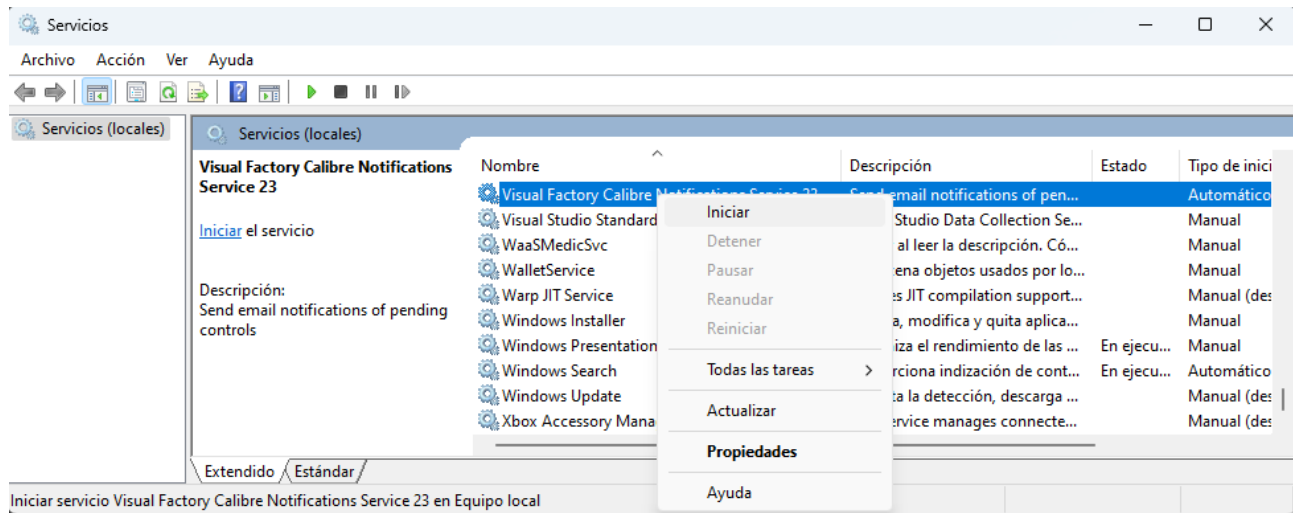 Servicios
Archivo Acción Ver Ayuda
Servicios (locales)
Servicios (locales)
Visual Factory Calibre Notifications
Service 23
Iniciar el servicio
Descripción:
Send email notifications of pending
controls
Nombre Descripción Estado Tipo de inici
Visual Factory Calibre Notifications Service 23 Send email notifications of pen... Automático
Visual Studio Standard Studio Data Collection Se... Manual
WaaSMedicSvc al leer la descripción. Có... Manual
WalletService ena objetos usados por lo... Manual
Warp JIT Service es JIT compilation support... Manual (des
Windows Installer a, modifica y quita aplica... Manual
Windows Presentation iza el rendimiento de las ... En ejecu... Manual
Windows Search rciona indización de cont... En ejecu... Automático
Windows Update ta la detección, descarga ... Manual (des
Xbox Accessory Mana ervice manages connecte... Manual (des
Iniciar
Detener
Pausar
Reanudar
Reiniciar
Todas las tareas
Actualizar
Propiedades
Ayuda
Extendido Estándar
Iniciar servicio Visual Factory Calibre Notifications Service 23 en Equipo local